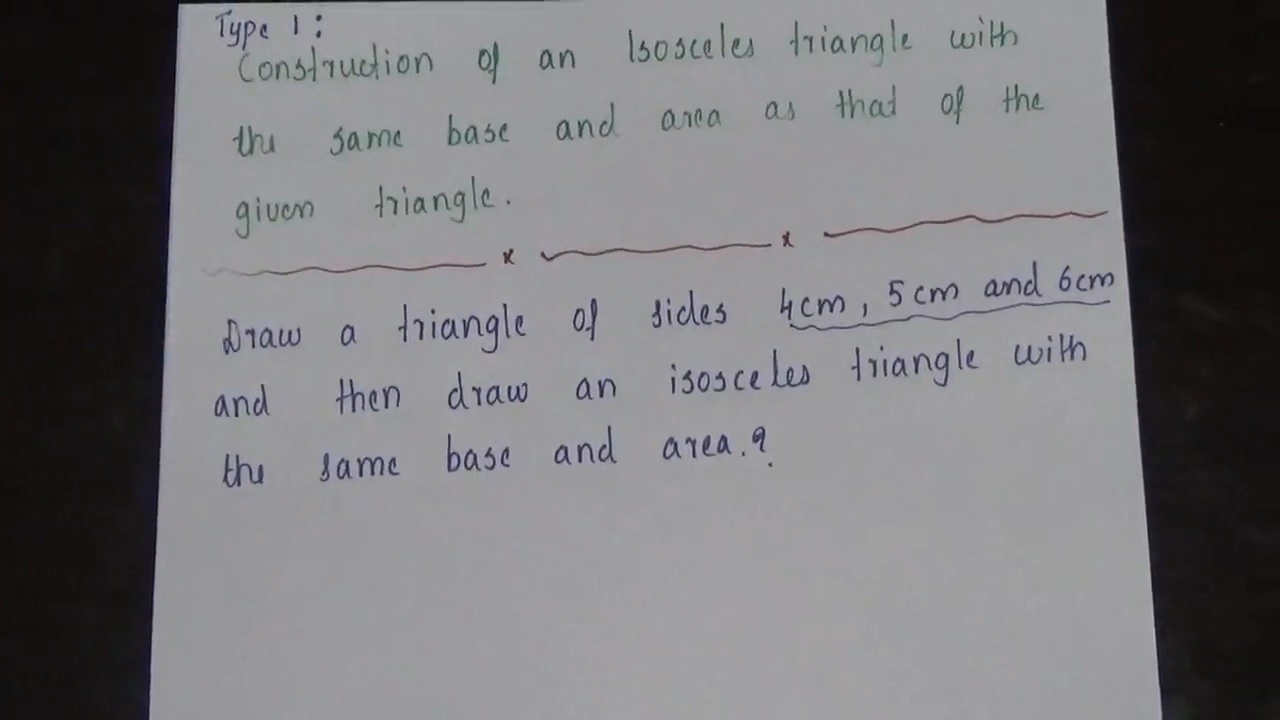 Type 1:
Construction of an Isosceles triangle with
the same base and area as that of the
given triangle.
x x
Draw a triangle of sides 4cm, 5cm and 6cm
and then draw an isosceles triangle with
the same base and area.?